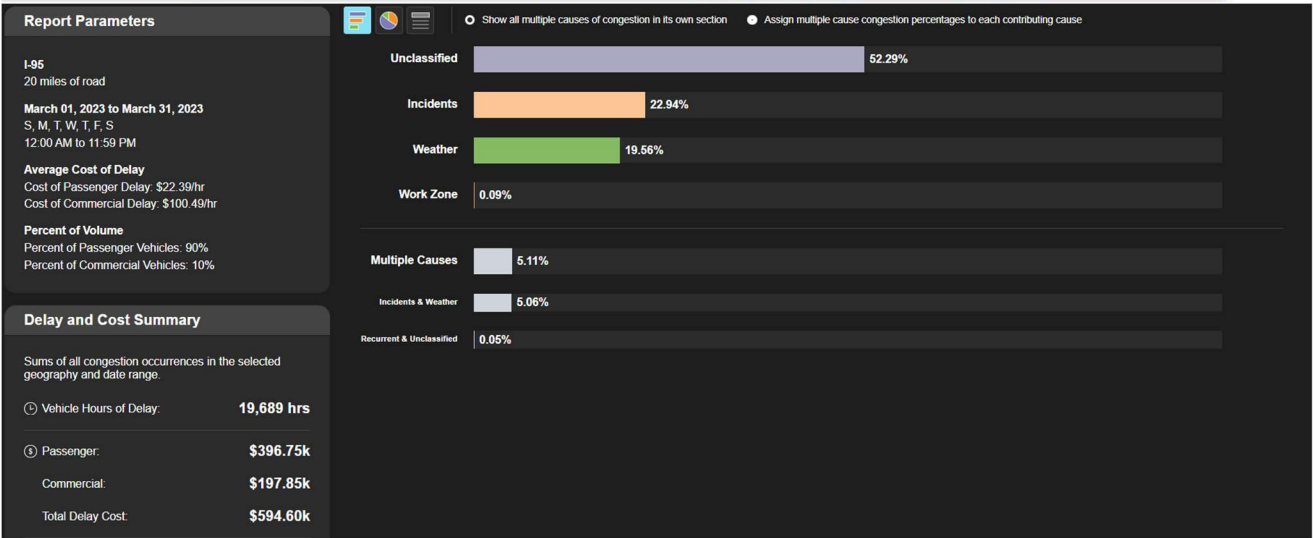 Report Parameters
I-95
20 miles of road
March 01, 2023 to March 31, 2023
S, M, T, W, T, F, S
12:00 AM to 11:59 PM
Average Cost of Delay
Cost of Passenger Delay: $22.39/hr
Cost of Commercial Delay: $100.49/hr
Percent of Volume
Percent of Passenger Vehicles: 90%
Percent of Commercial Vehicles: 10%
Delay and Cost Summary
Sums of all congestion occurrences in the selected
geography and date range.
Vehicle Hours of Delay: 19,689 hrs
$ Passenger: $396.75k
Commercial: $197.85k
Total Delay Cost: $594.60k
Show all multiple causes of congestion in its own section Assign multiple cause congestion percentages to each contributing cause
Unclassified 52.29%
Incidents 22.94%
Weather 19.56%
Work Zone 0.09%
Multiple Causes 5.11%
Incidents & Weather 5.06%
Recurrent & Unclassified 0.05%